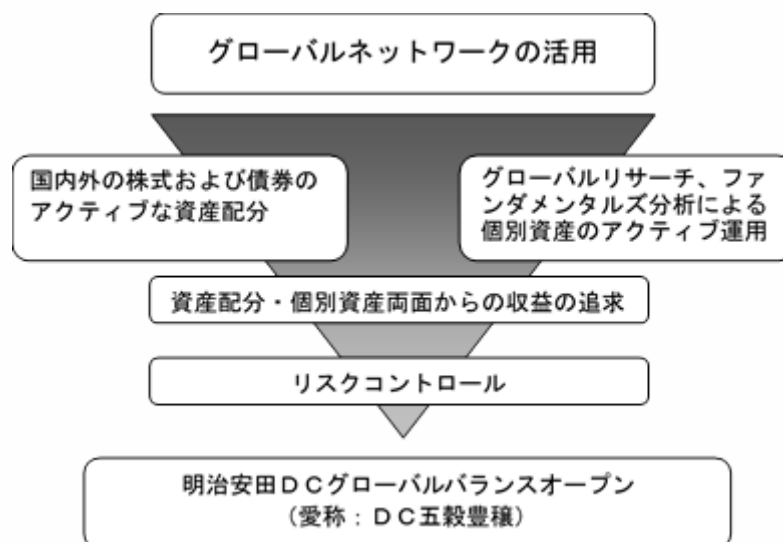 グローバルネットワークの活用
国内外の株式および債券の
アクティブな資産配分
グローバルリサーチ、ファ
ンダメンタルズ分析による
個別資産のアクティブ運用
資産配分・個別資産両面からの収益の追求
リスクコントロール
明治安田ＤＣグローバルバランスオープン
（愛称：ＤＣ五穀豊穣）